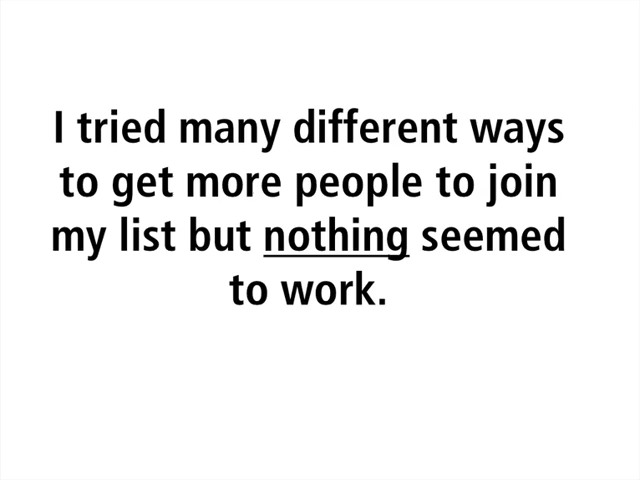 I tried many different ways
to get more people to join
my list but nothing seemed
to work.